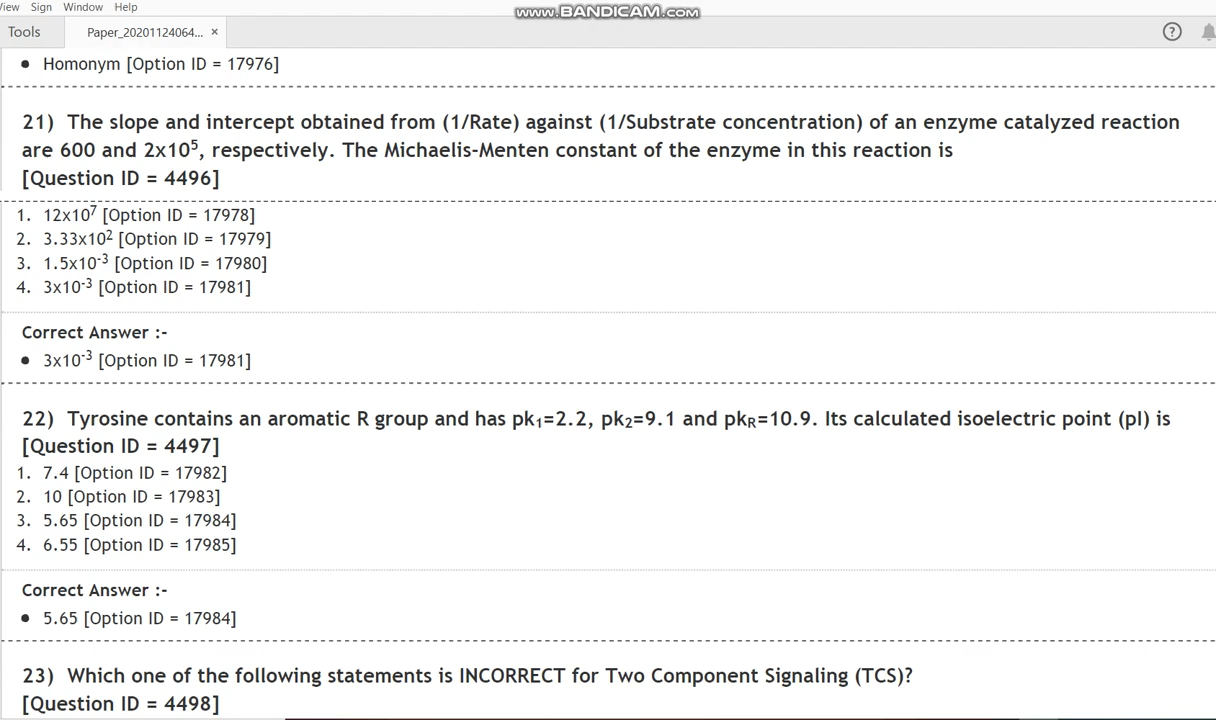 View Sign Window Help
www.BANDICAM.com
Tools
Paper_20201124064... ×
?
• Homonym [Option ID = 17976]
21) The slope and intercept obtained from (1/Rate) against (1/Substrate concentration) of an enzyme catalyzed reaction
are 600 and 2x10⁵, respectively. The Michaelis-Menten constant of the enzyme in this reaction is
[Question ID = 4496]
1. 12x10⁷ [Option ID = 17978]
2. 3.33x10² [Option ID = 17979]
3. 1.5x10⁻³ [Option ID = 17980]
4. 3x10⁻³ [Option ID = 17981]
Correct Answer :-
• 3x10⁻³ [Option ID = 17981]
22) Tyrosine contains an aromatic R group and has pk₁=2.2, pk₂=9.1 and pkR=10.9. Its calculated isoelectric point (pI) is
[Question ID = 4497]
1. 7.4 [Option ID = 17982]
2. 10 [Option ID = 17983]
3. 5.65 [Option ID = 17984]
4. 6.55 [Option ID = 17985]
Correct Answer :-
• 5.65 [Option ID = 17984]
23) Which one of the following statements is INCORRECT for Two Component Signaling (TCS)?
[Question ID = 4498]